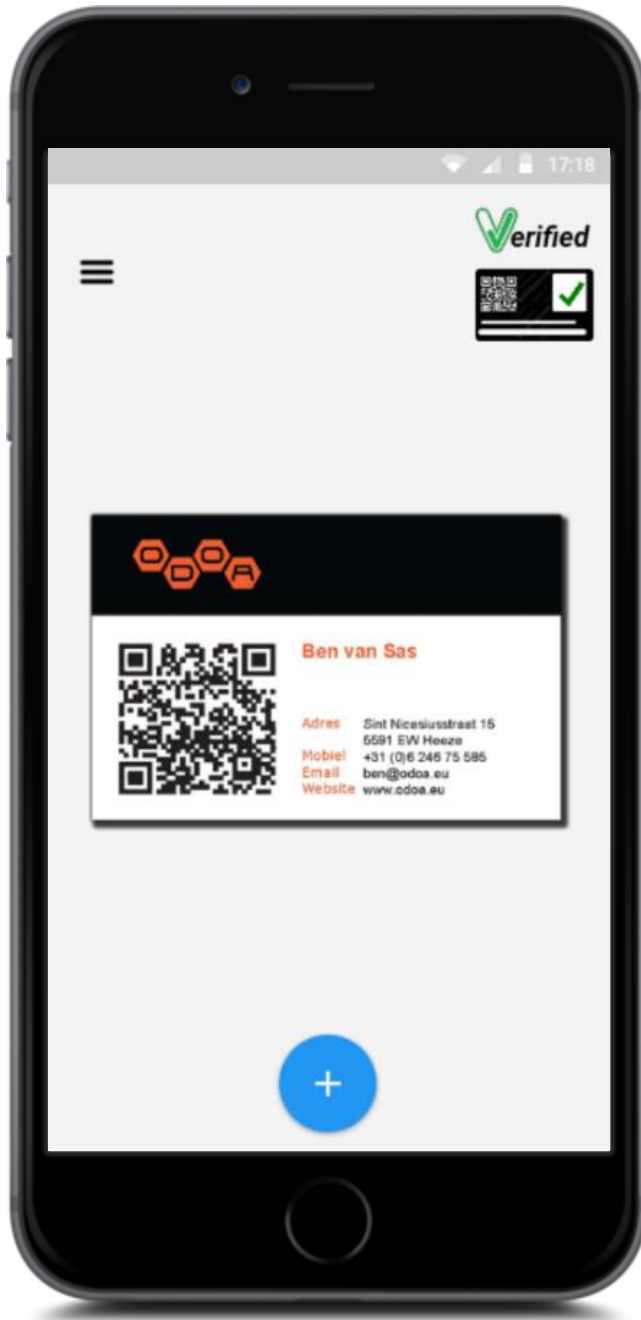 17:18
Verified
ODOA
Ben van Sas
Adres Sint Nicasiusstraat 15
5591 EW Heeze
Mobiel +31 (0)6 246 75 585
Email ben@odoa.eu
Website www.odoa.eu